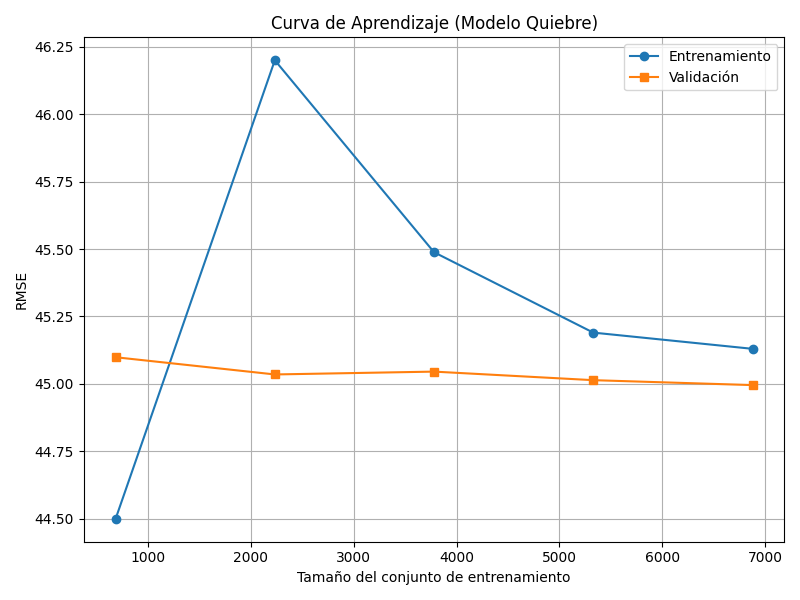 Curva de Aprendizaje (Modelo Quiebre)
Entrenamiento
Validación
RMSE
46.25
46.00
45.75
45.50
45.25
45.00
44.75
44.50
1000 2000 3000 4000 5000 6000 7000
Tamaño del conjunto de entrenamiento